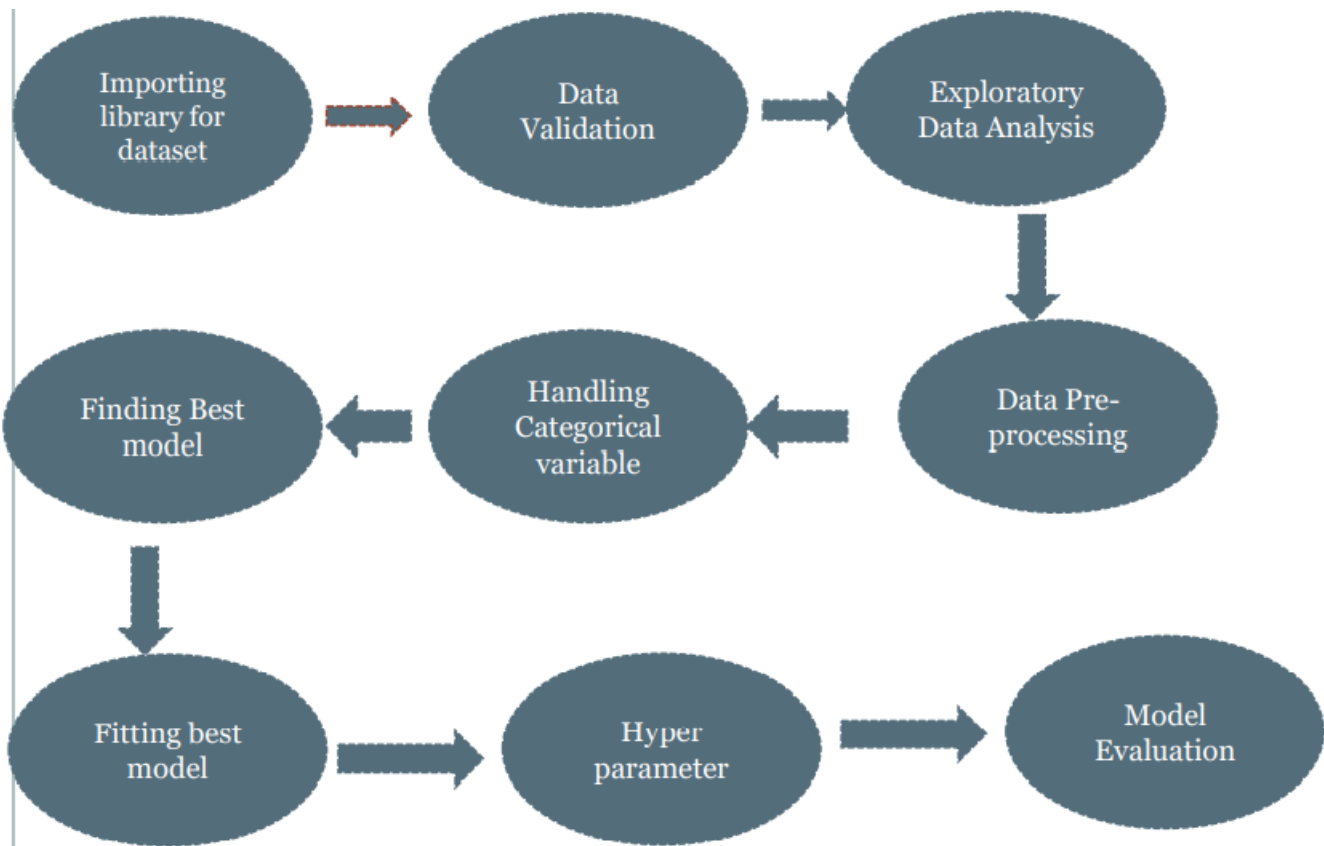 Importing
library for
dataset
Data
Validation
Exploratory
Data Analysis
Data Pre-
processing
Handling
Categorical
variable
Finding Best
model
Fitting best
model
Hyper
parameter
Model
Evaluation